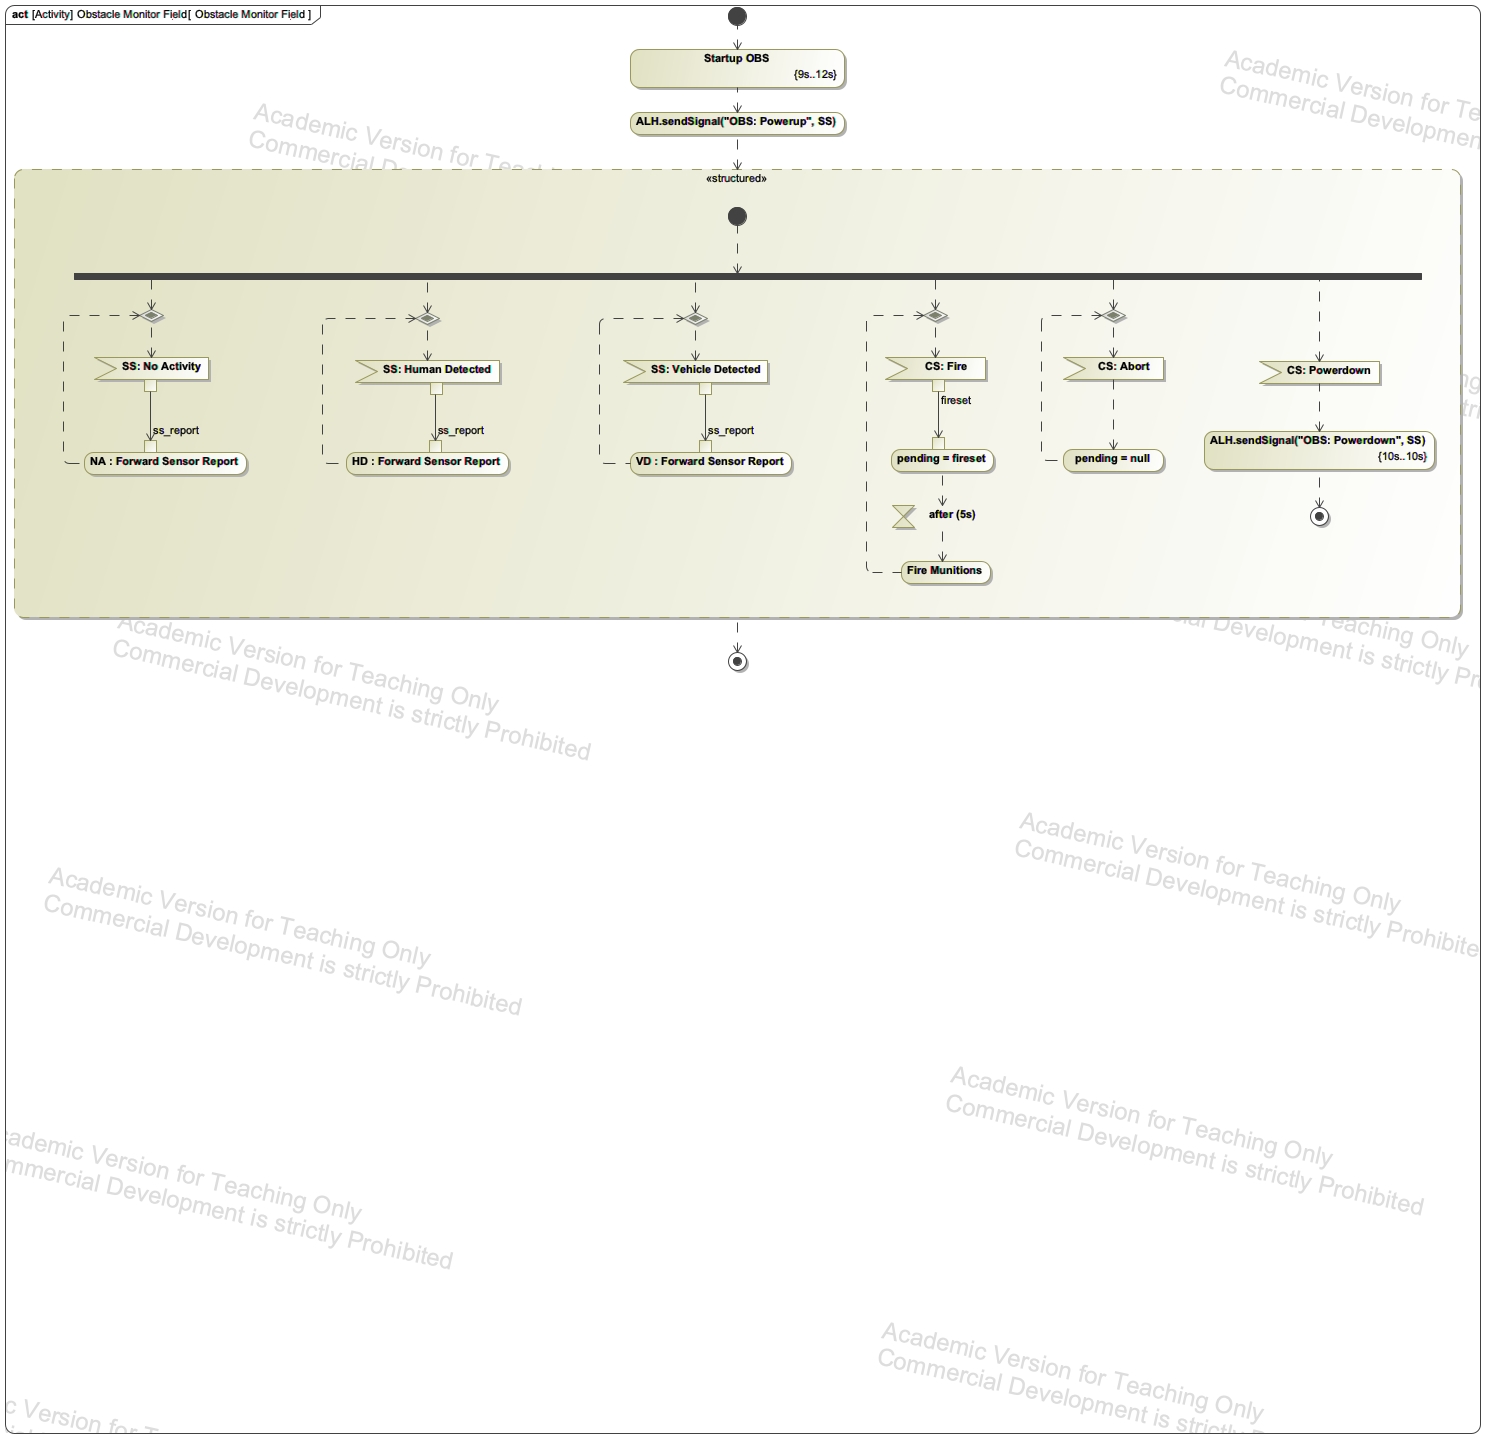 act [Activity] Obstacle Monitor Field[ Obstacle Monitor Field ]
Startup OBS
{9s..12s}
ALH.sendSignal("OBS: Powerup", SS)
«structured»
SS: No Activity
SS: Human Detected
SS: Vehicle Detected
CS: Fire
CS: Abort
CS: Powerdown
ss_report
ss_report
ss_report
fireset
NA : Forward Sensor Report
HD : Forward Sensor Report
VD : Forward Sensor Report
pending = fireset
pending = null
ALH.sendSignal("OBS: Powerdown", SS)
{10s..10s}
after (5s)
Fire Munitions
Academic Version for Teac
Commercial D
Academic Version for Te
Commercial Developmen
Academic Version for Teaching Only
Commercial Development is strictly Prohibited
Teaching Only
Development is strictly Pr
Academic Version for Teaching Only
Commercial Development is strictly Prohibite
Academic Version for Teaching Only
Commercial Development is strictly Prohibited
Academic Version for Teaching Only
Commercial Development is strictly Prohibited
ademic Version for Teaching Only
mmercial Development is strictly Prohibited
Academic Version for Teaching Only
Commercial Development is strictly
c Version for T